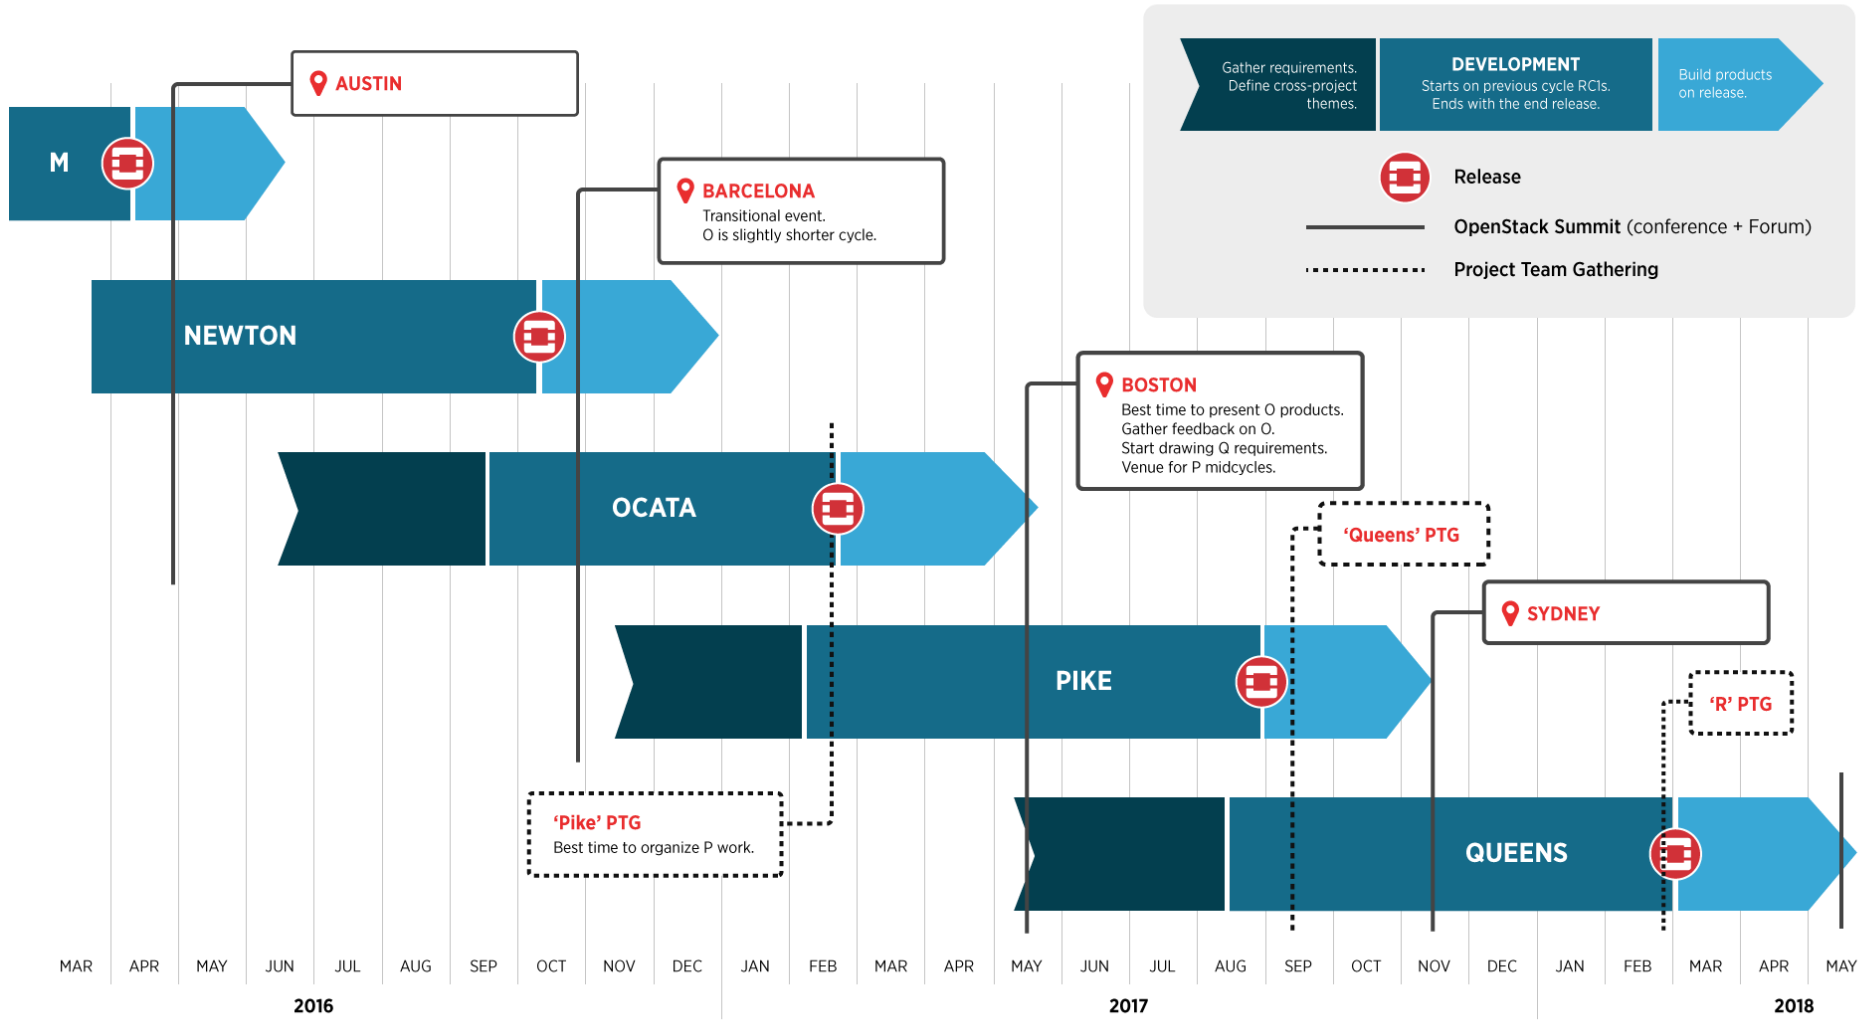 Gather requirements.
Define cross-project
themes.
DEVELOPMENT
Starts on previous cycle RC1s.
Ends with the end release.
Build products
on release.
Release
OpenStack Summit (conference + Forum)
Project Team Gathering
AUSTIN
M
BARCELONA
Transitional event.
O is slightly shorter cycle.
NEWTON
BOSTON
Best time to present O products.
Gather feedback on O.
Start drawing Q requirements.
Venue for P midcycles.
OCATA
‘Queens’ PTG
SYDNEY
PIKE
‘R’ PTG
‘Pike’ PTG
Best time to organize P work.
QUEENS
MAR APR MAY JUN JUL AUG SEP OCT NOV DEC JAN FEB MAR APR MAY JUN JUL AUG SEP OCT NOV DEC JAN FEB MAR APR MAY
2016 2017 2018